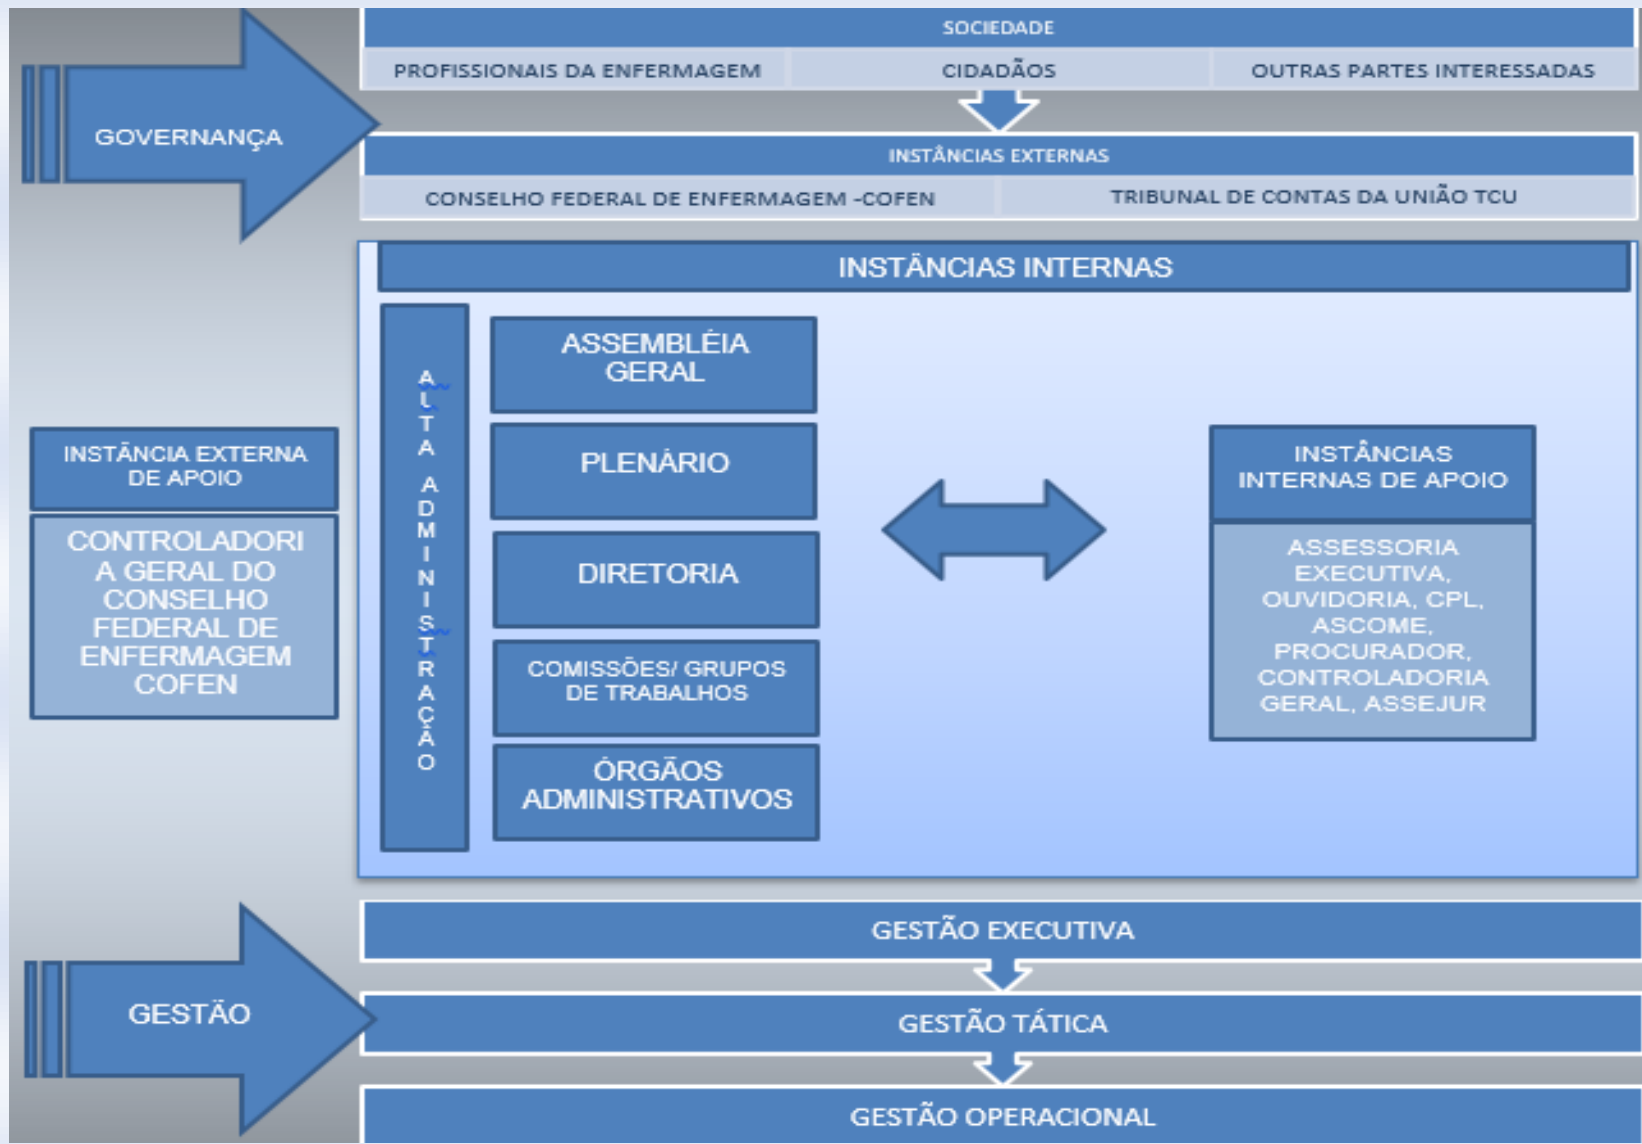 SOCIEDADE
PROFISSIONAIS DA ENFERMAGEM
CIDADÃOS
OUTRAS PARTES INTERESSADAS
GOVERNANÇA
INSTÂNCIAS EXTERNAS
CONSELHO FEDERAL DE ENFERMAGEM -COFEN
TRIBUNAL DE CONTAS DA UNIÃO TCU
INSTÂNCIAS INTERNAS
ALTA ADMINISTRAÇÃO
ASSEMBLÉIA
GERAL
PLENÁRIO
DIRETORIA
COMISSÕES/ GRUPOS
DE TRABALHOS
ÓRGÃOS
ADMINISTRATIVOS
INSTÂNCIA EXTERNA
DE APOIO
CONTROLADORI
A GERAL DO
CONSELHO
FEDERAL DE
ENFERMAGEM
COFEN
INSTÂNCIAS
INTERNAS DE APOIO
ASSESSORIA
EXECUTIVA,
OUVIDORIA, CPL,
ASCOME,
PROCURADOR,
CONTROLADORIA
GERAL, ASSEJUR
GESTÃO
GESTÃO EXECUTIVA
GESTÃO TÁTICA
GESTÃO OPERACIONAL